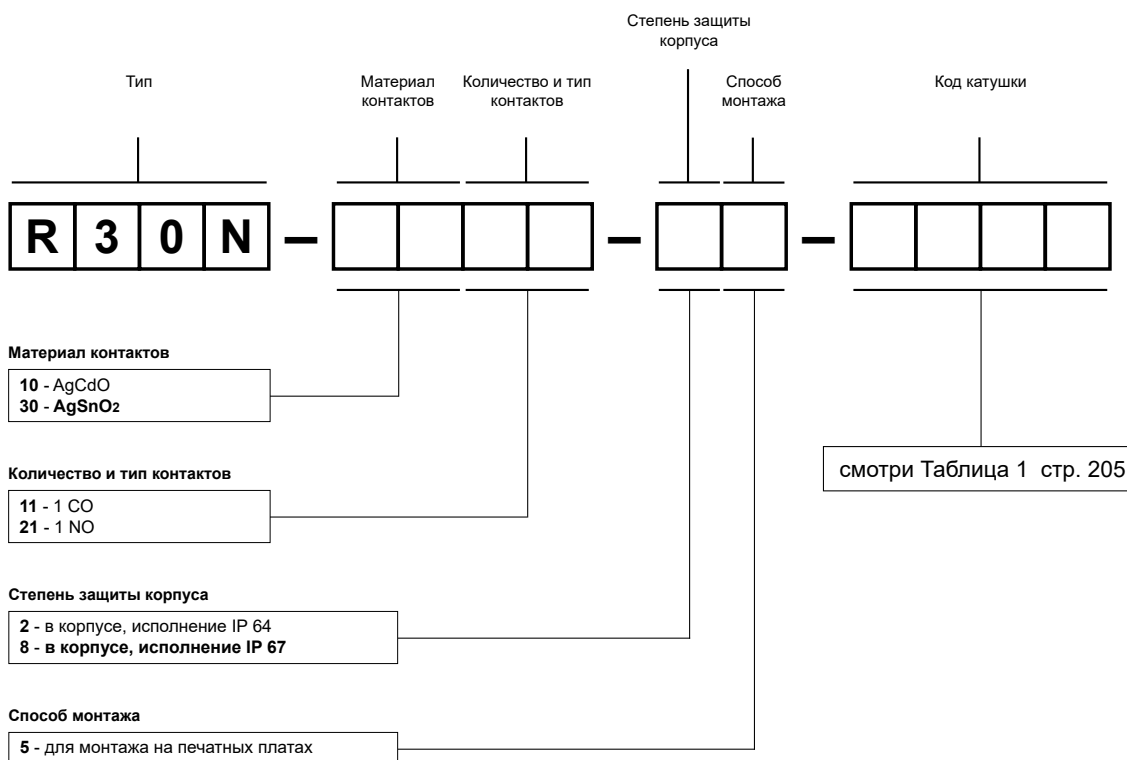 Степень защиты
корпуса
Тип
Материал
контактов
Количество и тип
контактов
Способ
монтажа
Код катушки
R 3 0 N – – –
Материал контактов
10 - AgCdO
30 - AgSnO2
Количество и тип контактов
11 - 1 CO
21 - 1 NO
смотри Таблица 1 стр. 205
Степень защиты корпуса
2 - в корпусе, исполнение IP 64
8 - в корпусе, исполнение IP 67
Способ монтажа
5 - для монтажа на печатных платах